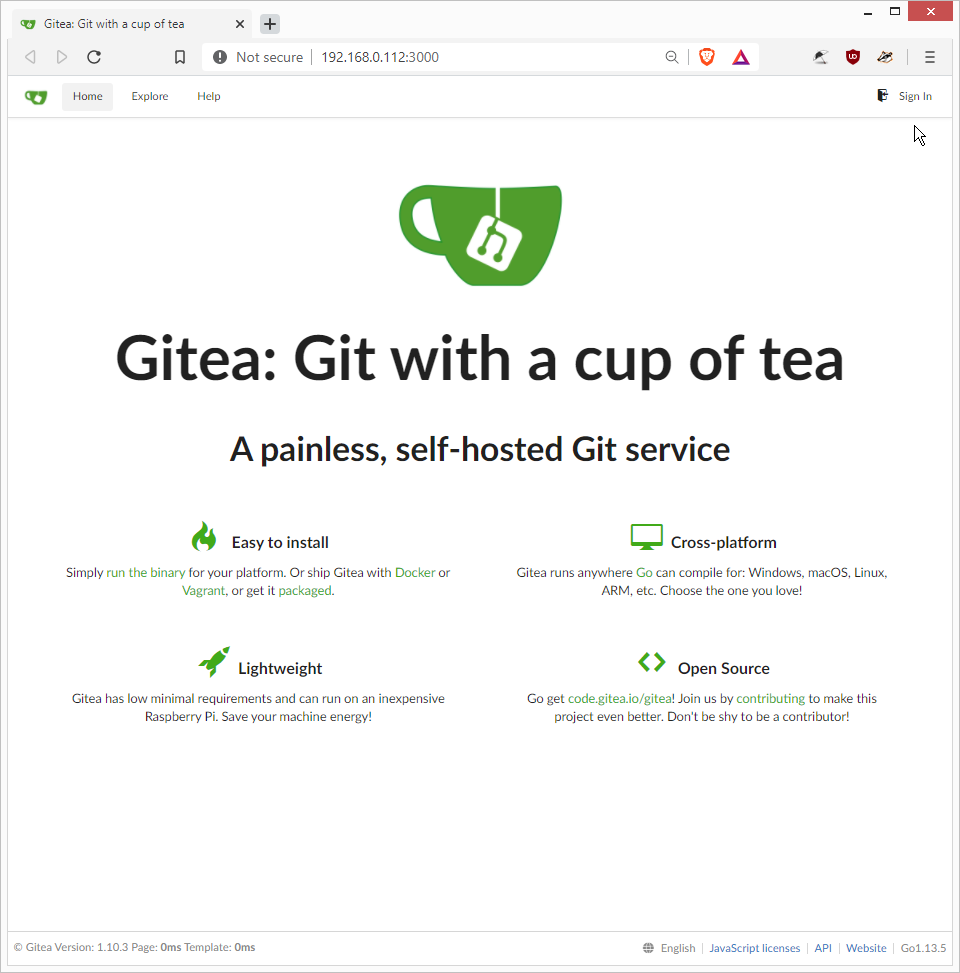 Gitea: Git with a cup of tea
Not secure
192.168.0.112:3000
Home
Explore
Help
Sign In
Gitea: Git with a cup of tea
A painless, self-hosted Git service
Easy to install
Simply run the binary for your platform. Or ship Gitea with Docker or
Vagrant, or get it packaged.
Cross-platform
Gitea runs anywhere Go can compile for: Windows, macOS, Linux,
ARM, etc. Choose the one you love!
Lightweight
Gitea has low minimal requirements and can run on an inexpensive
Raspberry Pi. Save your machine energy!
Open Source
Go get code.gitea.io/gitea! Join us by contributing to make this
project even better. Don't be shy to be a contributor!
© Gitea Version: 1.10.3 Page: 0ms Template: 0ms
English
JavaScript licenses
API
Website
Go1.13.5